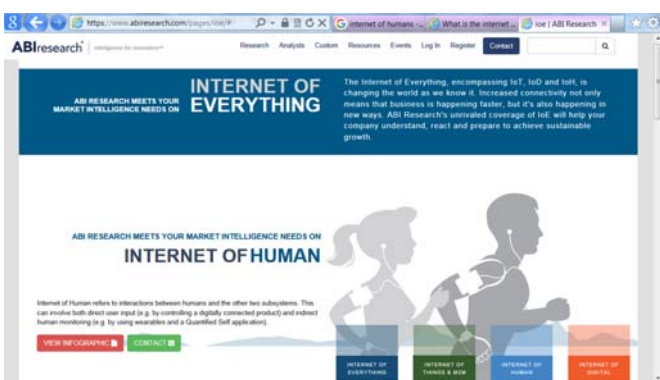 https://www.abiresearch.com/pages/ioe/#
internet of humans -...
What is the internet ...
ioe | ABI Research
ABIresearch
intelligence for innovators
Research Analysts Custom Resources Events Log In Register Contact
ABI RESEARCH MEETS YOUR
MARKET INTELLIGENCE NEEDS ON
INTERNET OF
EVERYTHING
The Internet of Everything, encompassing IoT, IoD and IoH, is
changing the world as we know it. Increased connectivity not only
means that business is happening faster, but it's also happening in
new ways. ABI Research's unrivaled coverage of IoE will help your
company understand, react and prepare to achieve sustainable
growth.
ABI RESEARCH MEETS YOUR MARKET INTELLIGENCE NEEDS ON
INTERNET OF HUMAN
Internet of Human refers to interactions between humans and the other two subsystems. This
can involve both direct user input (e.g. by controlling a digitally connected product) and indirect
human monitoring (e.g. by using wearables and a Quantified Self application).
VIEW INFOGRAPHIC
CONTACT
INTERNET OF
EVERYTHING
INTERNET OF
THINGS & M2M
INTERNET OF
HUMAN
INTERNET OF
DIGITAL